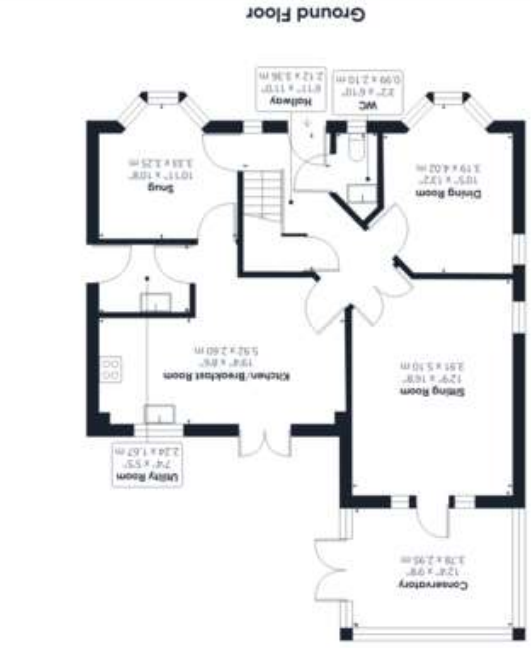 Ground Floor
Hallway
6'11" x 11'0"
2.12 x 3.36 m
WC
3'2" x 6'10"
0.99 x 2.10 m
Snug
10'11" x 10'8"
3.33 x 3.25 m
Dining Room
10'5" x 13'2"
3.19 x 4.02 m
Kitchen/Breakfast Room
19'4" x 8'6"
5.92 x 2.60 m
Sitting Room
12'9" x 16'8"
3.91 x 5.10 m
Utility Room
7'4" x 5'5"
2.24 x 1.67 m
Conservatory
12'4" x 9'8"
3.78 x 2.95 m